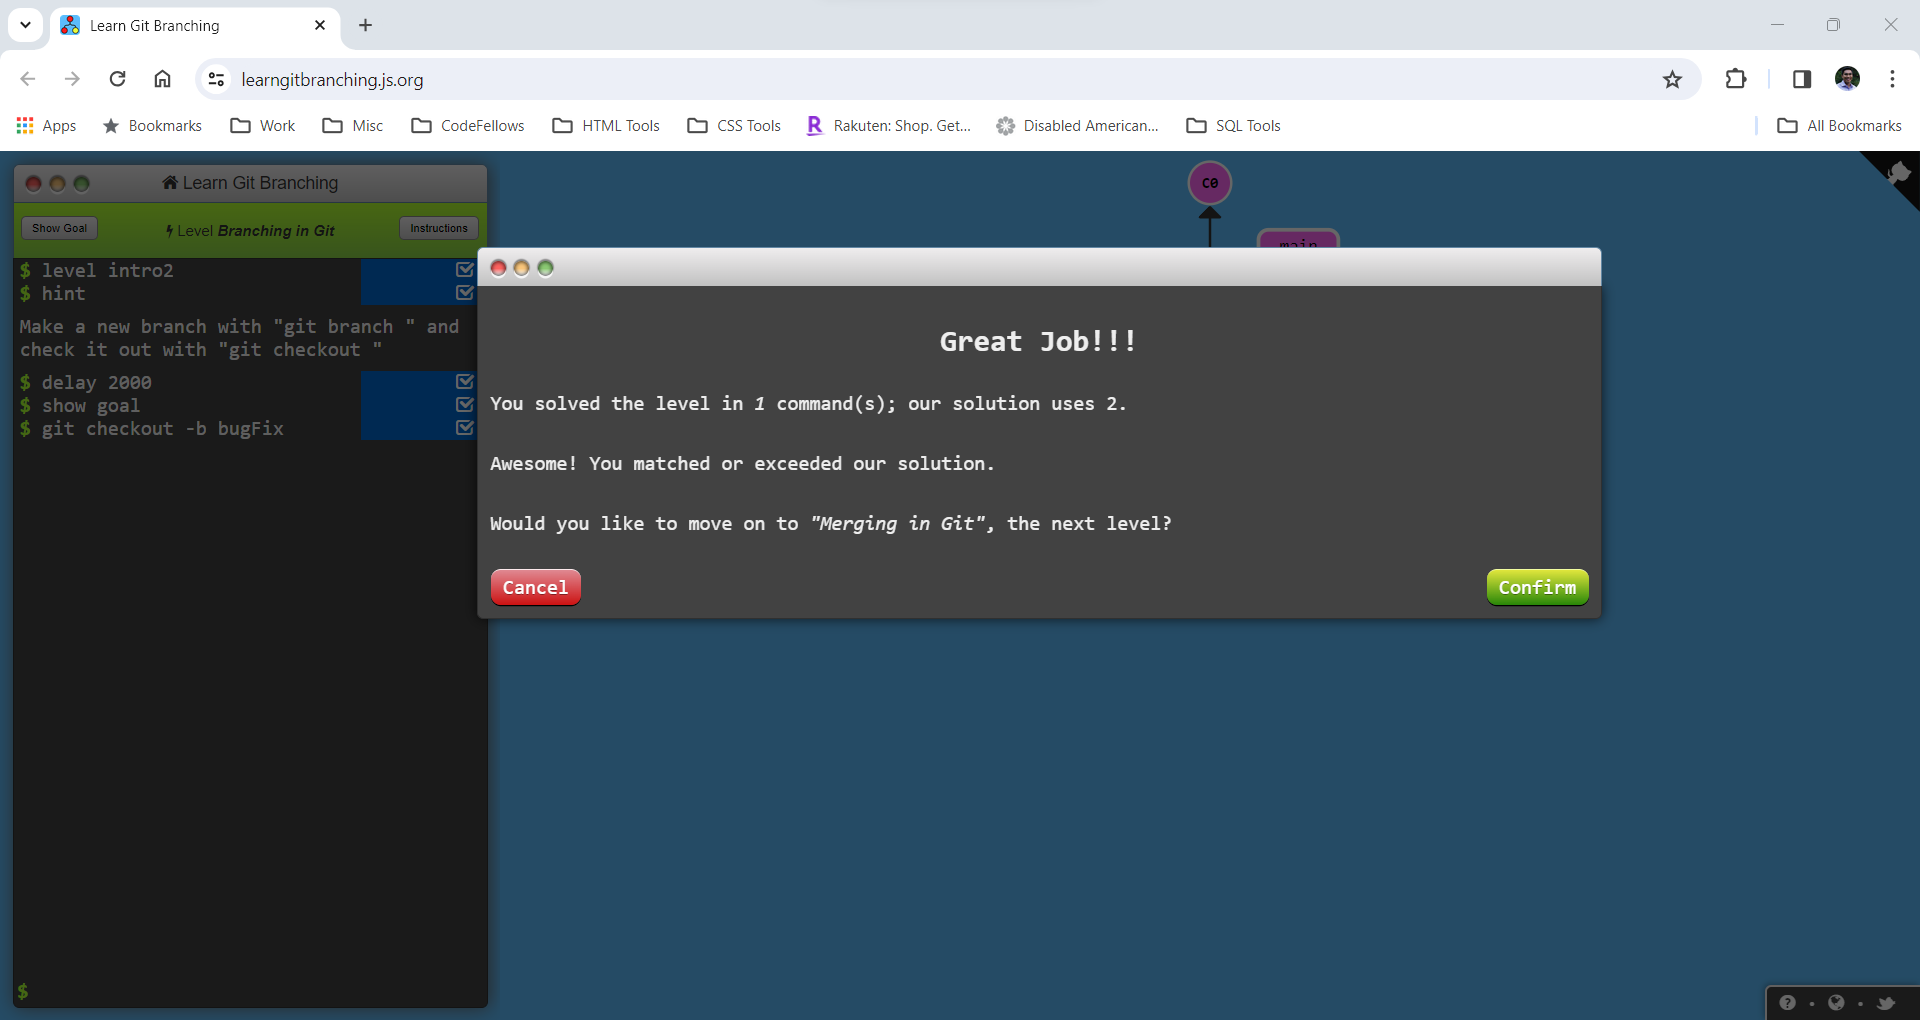 Learn Git Branching
learngitbranching.js.org
Apps
Bookmarks
Work
Misc
CodeFellows
HTML Tools
CSS Tools
Rakuten: Shop. Get...
Disabled American...
SQL Tools
All Bookmarks
Learn Git Branching
Show Goal
Level Branching in Git
Instructions
$ level intro2
$ hint
Make a new branch with "git branch " and
check it out with "git checkout "
$ delay 2000
$ show goal
$ git checkout -b bugFix
$
C0
main
Great Job!!!
You solved the level in 1 command(s); our solution uses 2.
Awesome! You matched or exceeded our solution.
Would you like to move on to "Merging in Git", the next level?
Cancel
Confirm